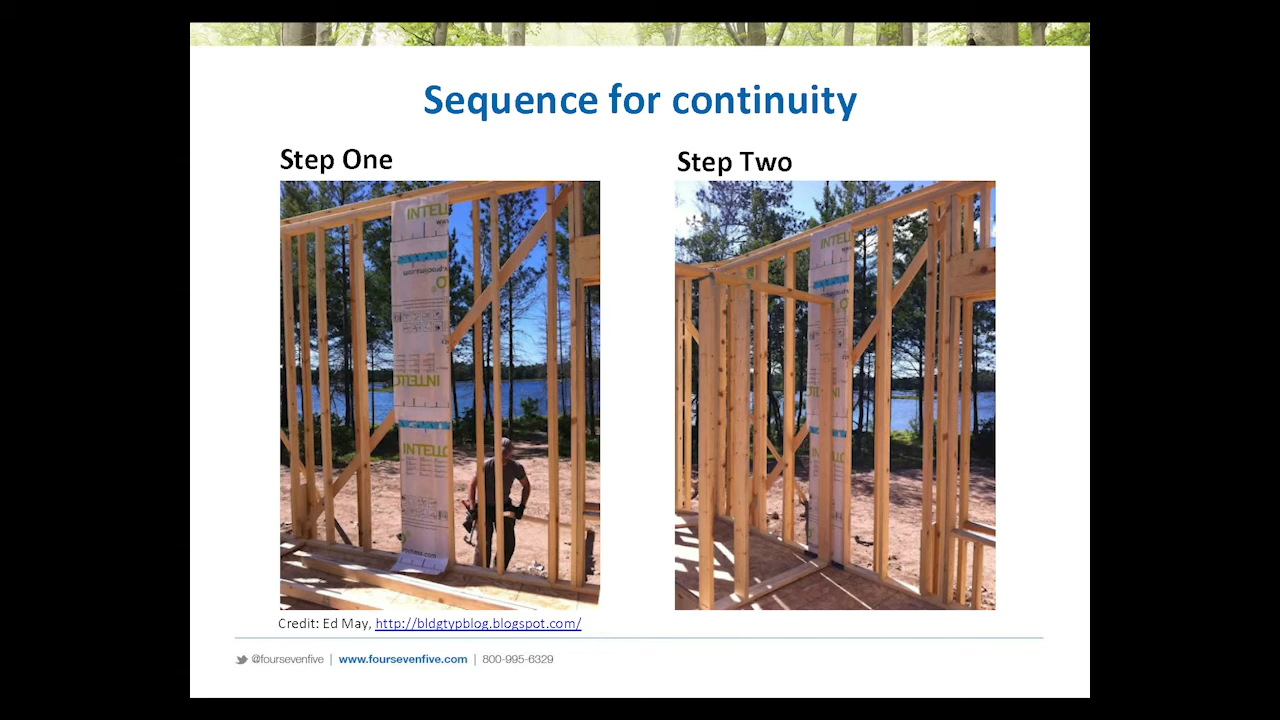 Sequence for continuity
Step One
Step Two
INTELL
INTELLO
INTELLO
INTELL
Credit: Ed May, http://bldgtypblog.blogspot.com/
@foursevenfive | www.foursevenfive.com | 800-995-6329